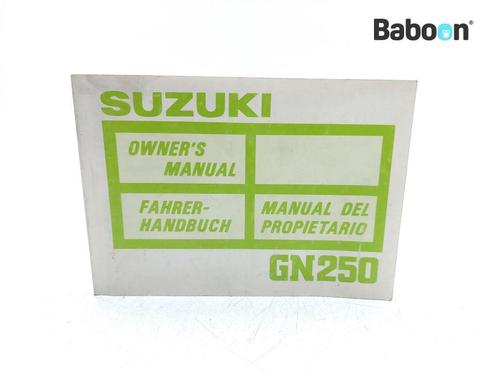 Baboon
SUZUKI
OWNER'S
MANUAL
FAHRER-
HANDBUCH
MANUAL DEL
PROPIETARIO
GN250